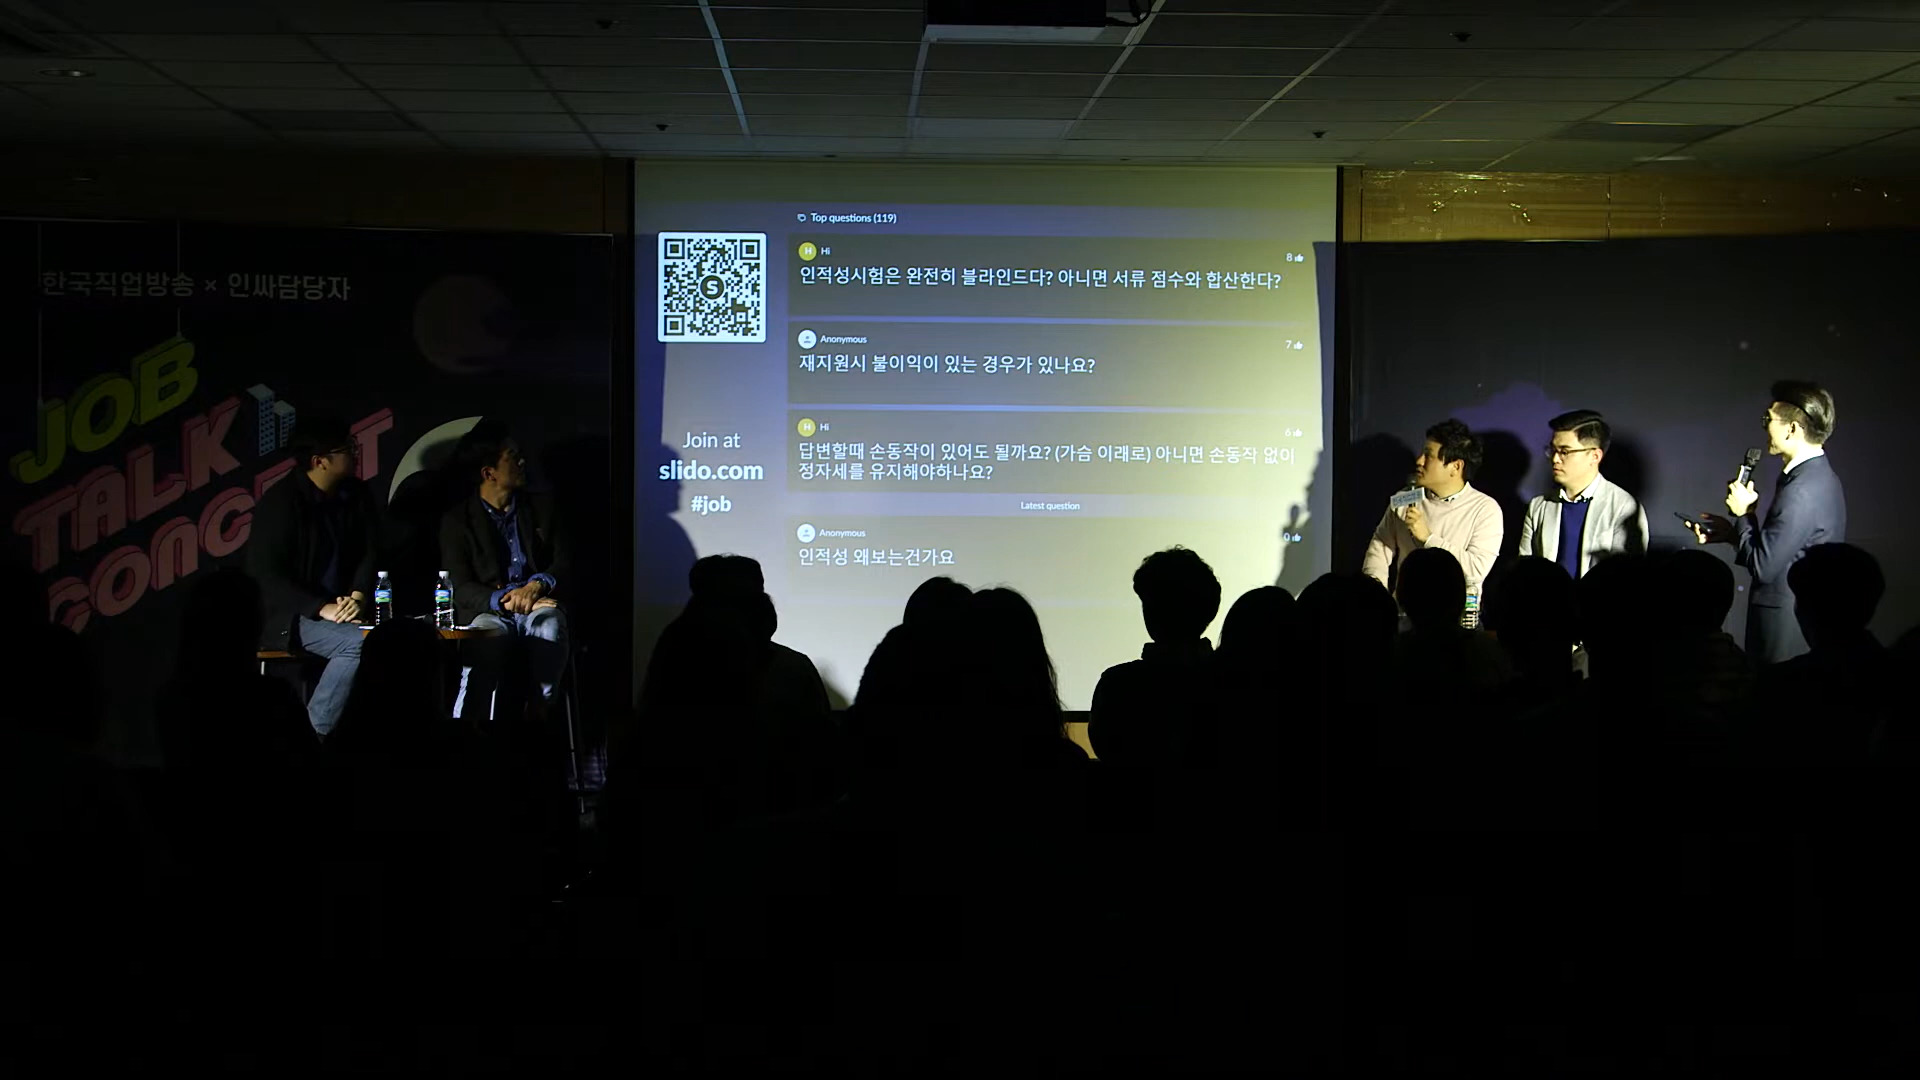 한국직업방송 × 인싸담당자
JOB
TALK
CONCERT
Top questions (119)
H Hi
8
인적성시험은 완전히 블라인드다? 아니면 서류 점수와 합산한다?
S
Anonymous
7
재지원시 불이익이 있는 경우가 있나요?
Join at
slido.com
#job
H Hi
6
답변할때 손동작이 있어도 될까요? (가슴 이래로) 아니면 손동작 없이
정자세를 유지해야하나요?
Latest question
Anonymous
0
인적성 왜보는건가요